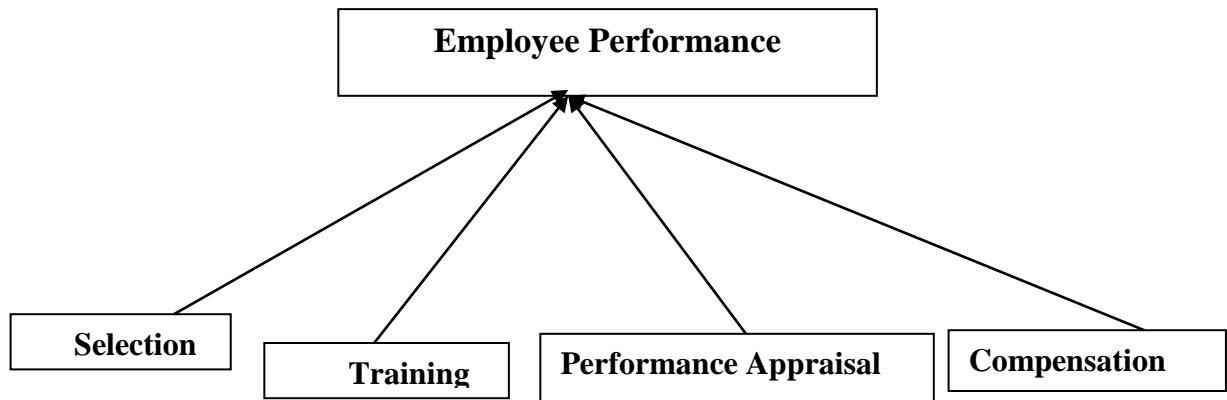 Employee Performance
Selection
Training
Performance Appraisal
Compensation